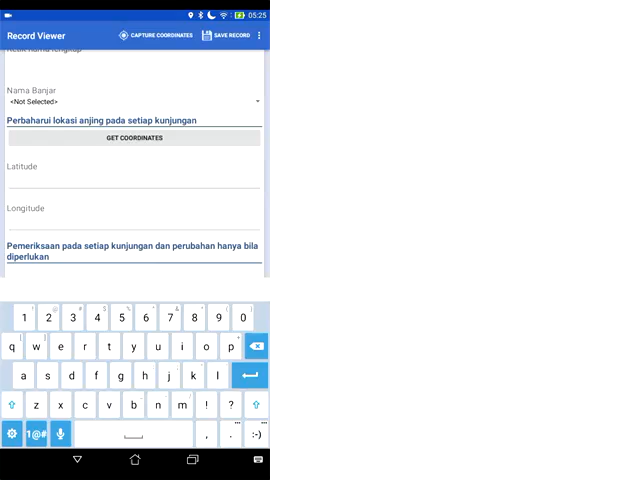 05:25
Record Viewer
CAPTURE COORDINATES
SAVE RECORD
Nama Banjar
<Not Selected>
Perbaharui lokasi anjing pada setiap kunjungan
GET COORDINATES
Latitude
Longitude
Pemeriksaan pada setiap kunjungan dan perubahan hanya bila
diperlukan
1 2 3 4 5 6 7 8 9 0
q w e r t y u i o p
a s d f g h j k l
z x c v b n m ! ?
1@# , . :-)